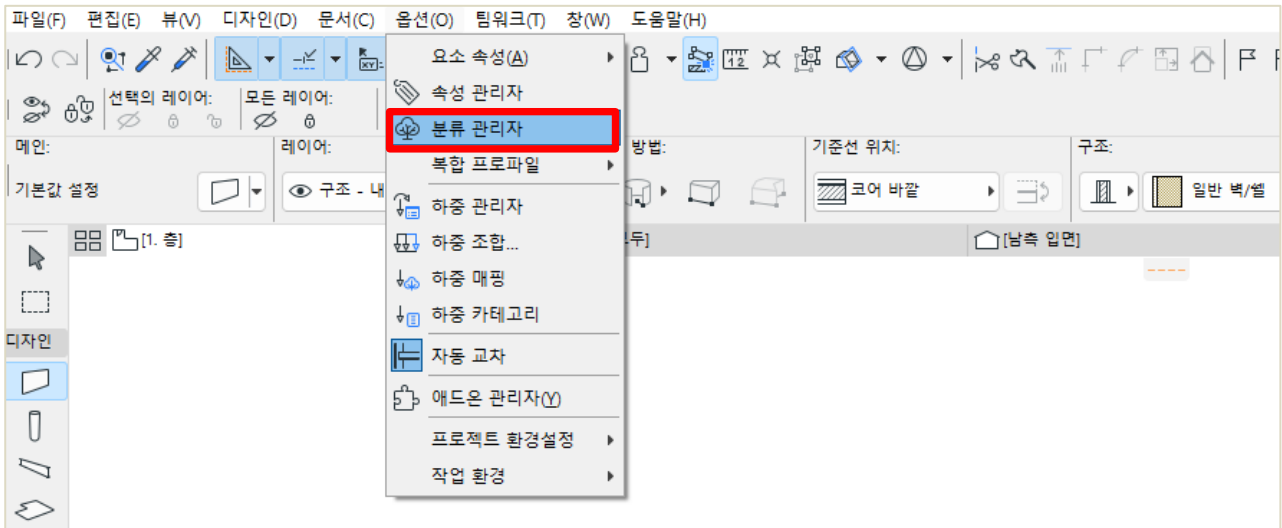 파일(F) 편집(E) 뷰(V) 디자인(D) 문서(C) 옵션(O) 팀워크(T) 창(W) 도움말(H)
선택의 레이어: 모든 레이어:
메인: 레이어: 방법: 기준선 위치: 구조:
기본값 설정 구조 - 내 코어 바깥 일반 벽/쉘
[1. 층] 두] [남측 입면]
디자인
요소 속성(A)
속성 관리자
분류 관리자
복합 프로파일
하중 관리자
하중 조합...
하중 매핑
하중 카테고리
자동 교차
애드온 관리자(Y)
프로젝트 환경설정
작업 환경